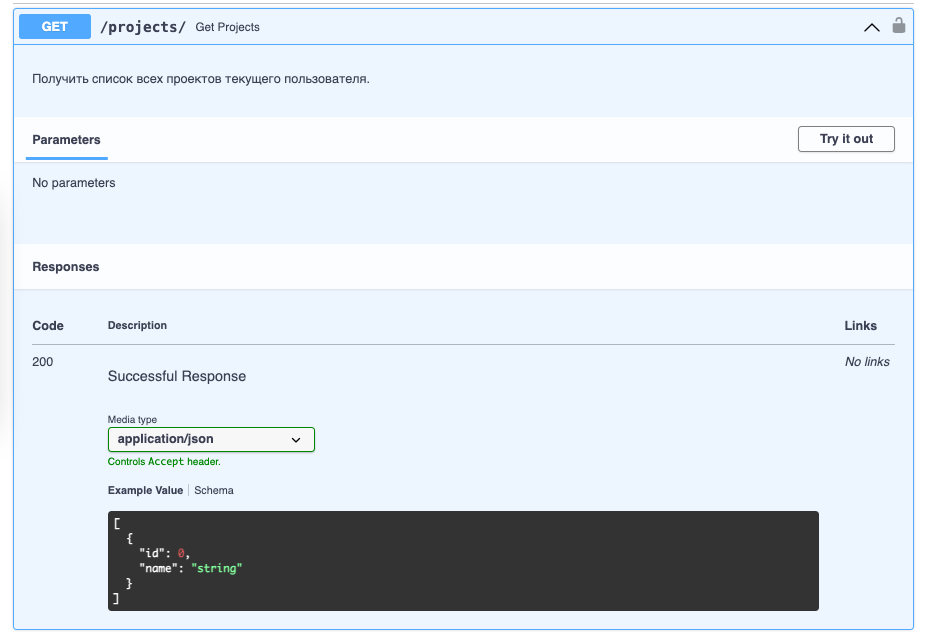 GET /projects/ Get Projects
Получить список всех проектов текущего пользователя.
Parameters Try it out
No parameters
Responses
Code Description Links
200 Successful Response No links
Media type
application/json
Controls Accept header.
Example Value Schema
[
{
"id": 0,
"name": "string"
}
]